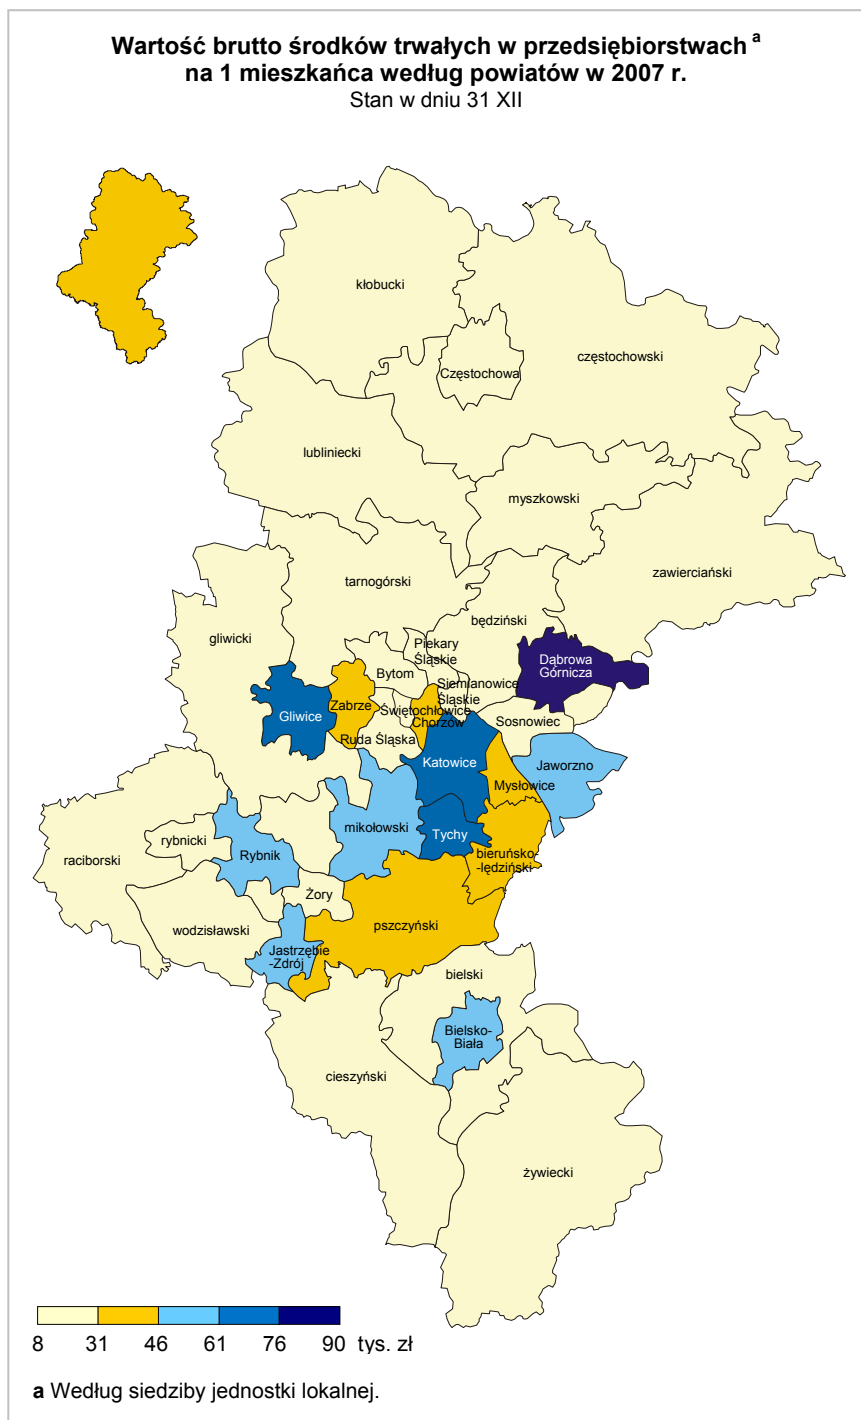 Wartość brutto środków trwałych w przedsiębiorstwach a
na 1 mieszkańca według powiatów w 2007 r.
Stan w dniu 31 XII
kłobucki
częstochowski
Częstochowa
lubliniecki
myszkowski
zawierciański
tarnogórski
będziński
gliwicki
Piekary
Śląskie
Dąbrowa
Górnicza
Bytom
Siemianowice
Śląskie
Zabrze
Świętochłowice
Gliwice
Chorzów
Sosnowiec
Ruda Śląska
Katowice
Jaworzno
Mysłowice
mikołowski
Tychy
rybnicki
raciborski
Rybnik
bieruńsko-
-lędziński
Żory
wodzisławski
pszczyński
Jastrzębie
-Zdrój
bielski
Bielsko-
Biała
cieszyński
żywiecki
8 31 46 61 76 90 tys. zł
a Według siedziby jednostki lokalnej.